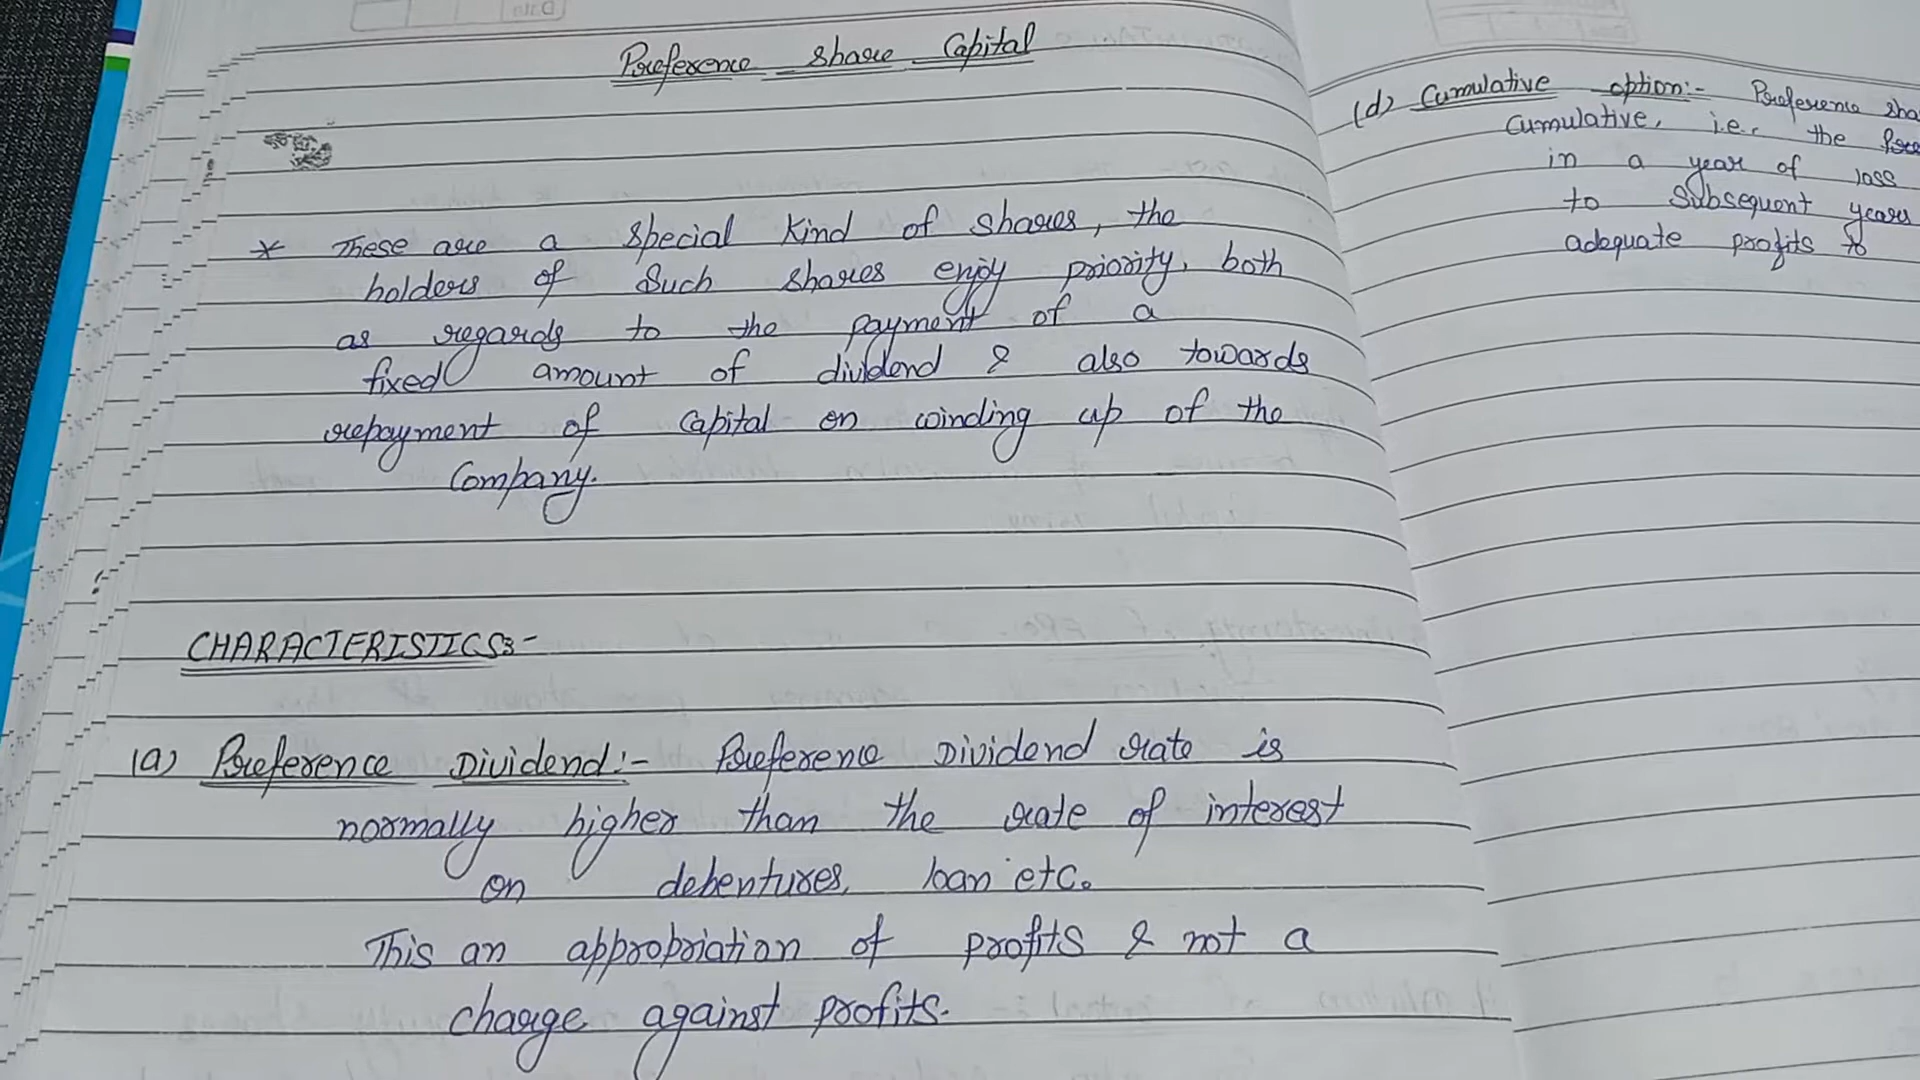 Preference share Capital
* These are a special kind of shares, the
holders of such shares enjoy priority, both
as regards to the payment of a
fixed amount of dividend & also towards
repayment of capital on winding up of the
Company.
CHARACTERISTICS:-
(a) Preference Dividend:- Preference Dividend rate is
normally higher than the rate of interest
on debentures, loan etc.
This an appropriation of profits & not a
charge against profits.
(d) Cumulative option:- Preference sha
Cumulative, i.e. the
in a year of loss
to subsequent years
adequate profits to